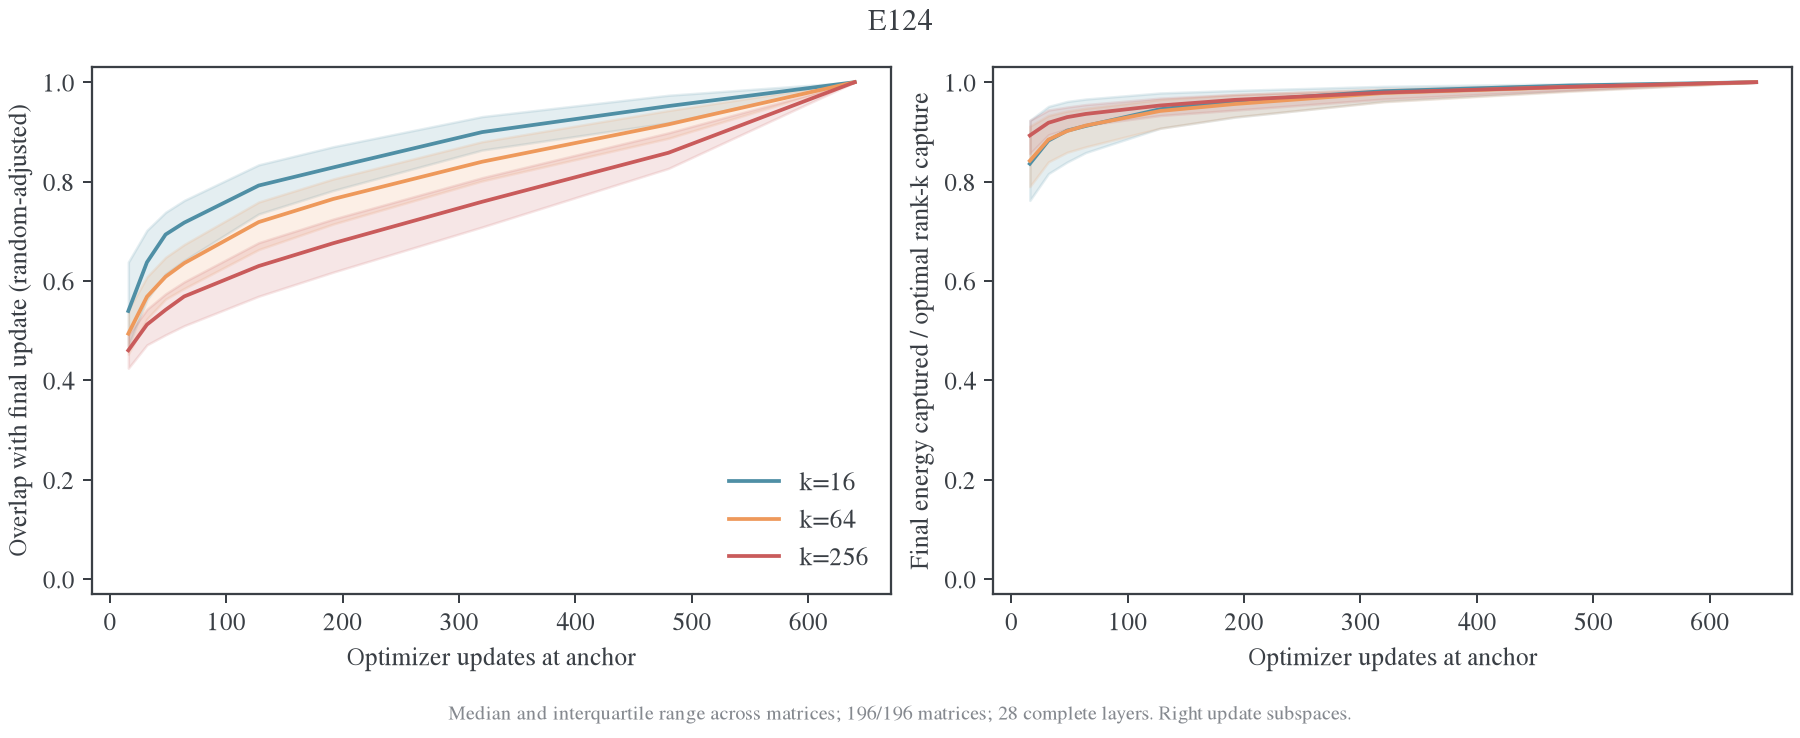 E124
Overlap with final update (random-adjusted)
1.0
0.8
0.6
0.4
0.2
0.0
k=16
k=64
k=256
0 100 200 300 400 500 600
Optimizer updates at anchor
Final energy captured / optimal rank-k capture
1.0
0.8
0.6
0.4
0.2
0.0
0 100 200 300 400 500 600
Optimizer updates at anchor
Median and interquartile range across matrices; 196/196 matrices; 28 complete layers. Right update subspaces.